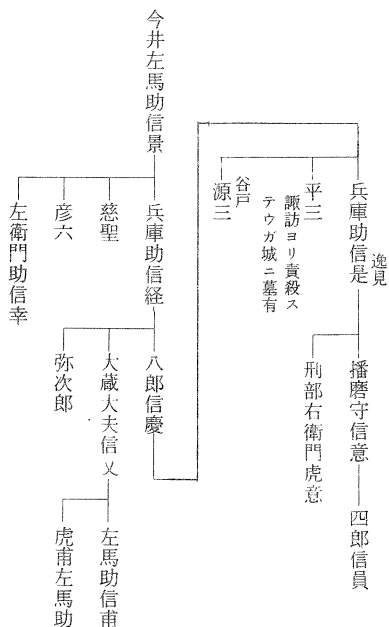 今井左馬助信景
兵庫助信経
慈聖
彦六
左衛門助信幸
八郎信慶
大蔵大夫信乂
弥次郎
左馬助信甫
虎甫左馬助
逸見
兵庫助信是
平三
諏訪ヨリ責殺ス
テウガ城ニ墓有
谷戸
源三
播磨守信意
刑部右衛門虎意
四郎信員